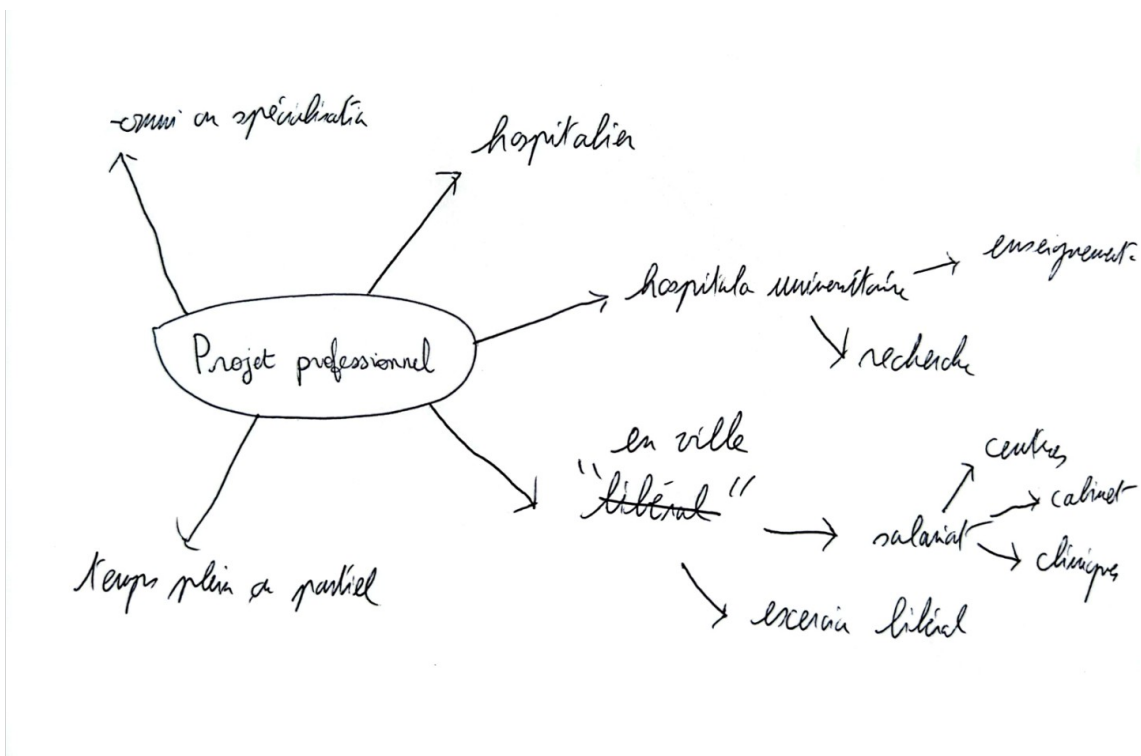 omni ou spécialisation
hospitalier
enseignement
hospitalo universitaire
recherche
Projet professionnel
en ville
"libéral"
centres
cabinet
salariat
cliniques
exercice libéral
temps plein ou partiel